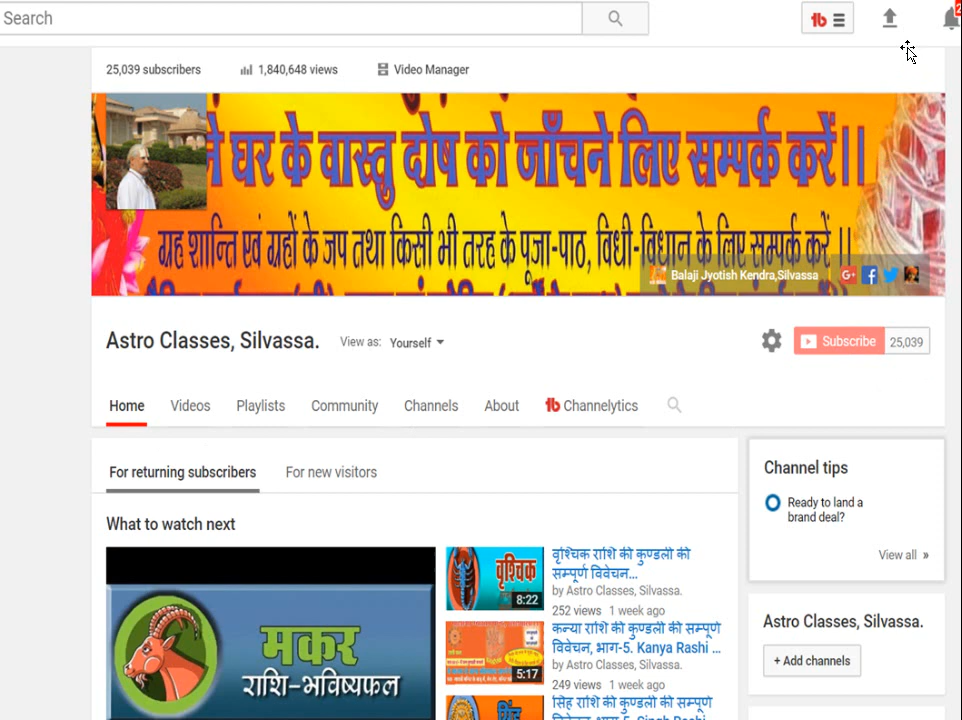 Search
2
25,039 subscribers 1,840,648 views Video Manager
ने घर के वास्तु दोष को जाँचने लिए सम्पर्क करें।।
ग्रह शान्ति एवं ग्रहों के जप तथा किसी भी तरह के पूजा-पाठ, विधी-विधान के लिए सम्पर्क करें ।।
Balaji Jyotish Kendra,Silvassa
Astro Classes, Silvassa. View as: Yourself
Subscribe 25,039
Home Videos Playlists Community Channels About Channelytics
For returning subscribers For new visitors
What to watch next
मकर
राशि-भविष्यफल
वृश्चिक
8:22
वृश्चिक राशि की कुण्डली की
सम्पूर्ण विवेचन...
by Astro Classes, Silvassa.
252 views 1 week ago
5:17
कन्या राशि की कुण्डली की सम्पूर्ण
विवेचन, भाग-5. Kanya Rashi ...
by Astro Classes, Silvassa.
249 views 1 week ago
सिंह राशि की कुण्डली की सम्पूर्ण
Channel tips
Ready to land a
brand deal?
View all »
Astro Classes, Silvassa.
+ Add channels